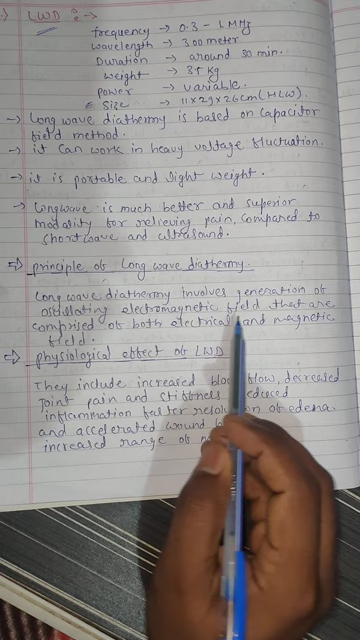 LWD :->
frequency -> 0.3 - 1 MHz
wavelength -> 300 meter
Duration -> around 30 min.
weight -> 35 kg
power -> variable.
Size -> 11x29x26cm (HLW).
-> Long wave diathermy is based on capacitor
field method.
-> it can work in heavy voltage fluctuation.
-> it is portable and light weight.
-> Longwave is much better and superior
modality for relieving pain, compared to
shortwave and ultrasound.
=> principle of Long wave diathermy
Long wave diathermy involves generation of
oscillating electromagnetic field that are
comprised of both electrical and magnetic
field.
=> physiological effect of LWD
They include increased blood flow, decreased
joint pain and stiffness, reduced
inflammation faster resolution of edema
and accelerated wound
increased range of